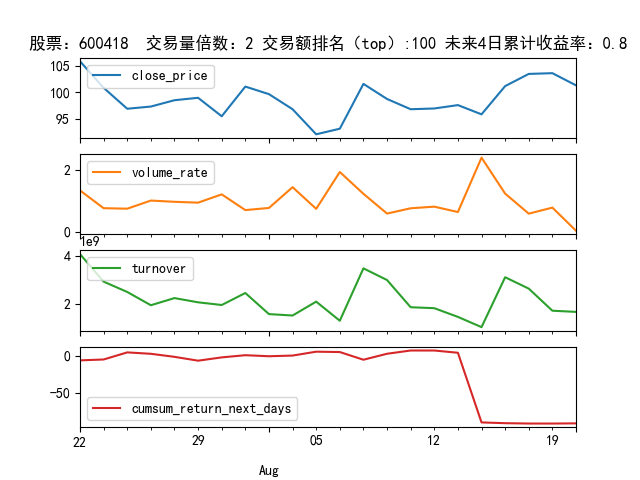 股票：600418  交易量倍数：2 交易额排名（top）:100 未来4日累计收益率：0.8
105
100
95
close_price
2
0
volume_rate
1e9
4
2
turnover
0
−50
cumsum_return_next_days
22 29 05 12 19
Aug